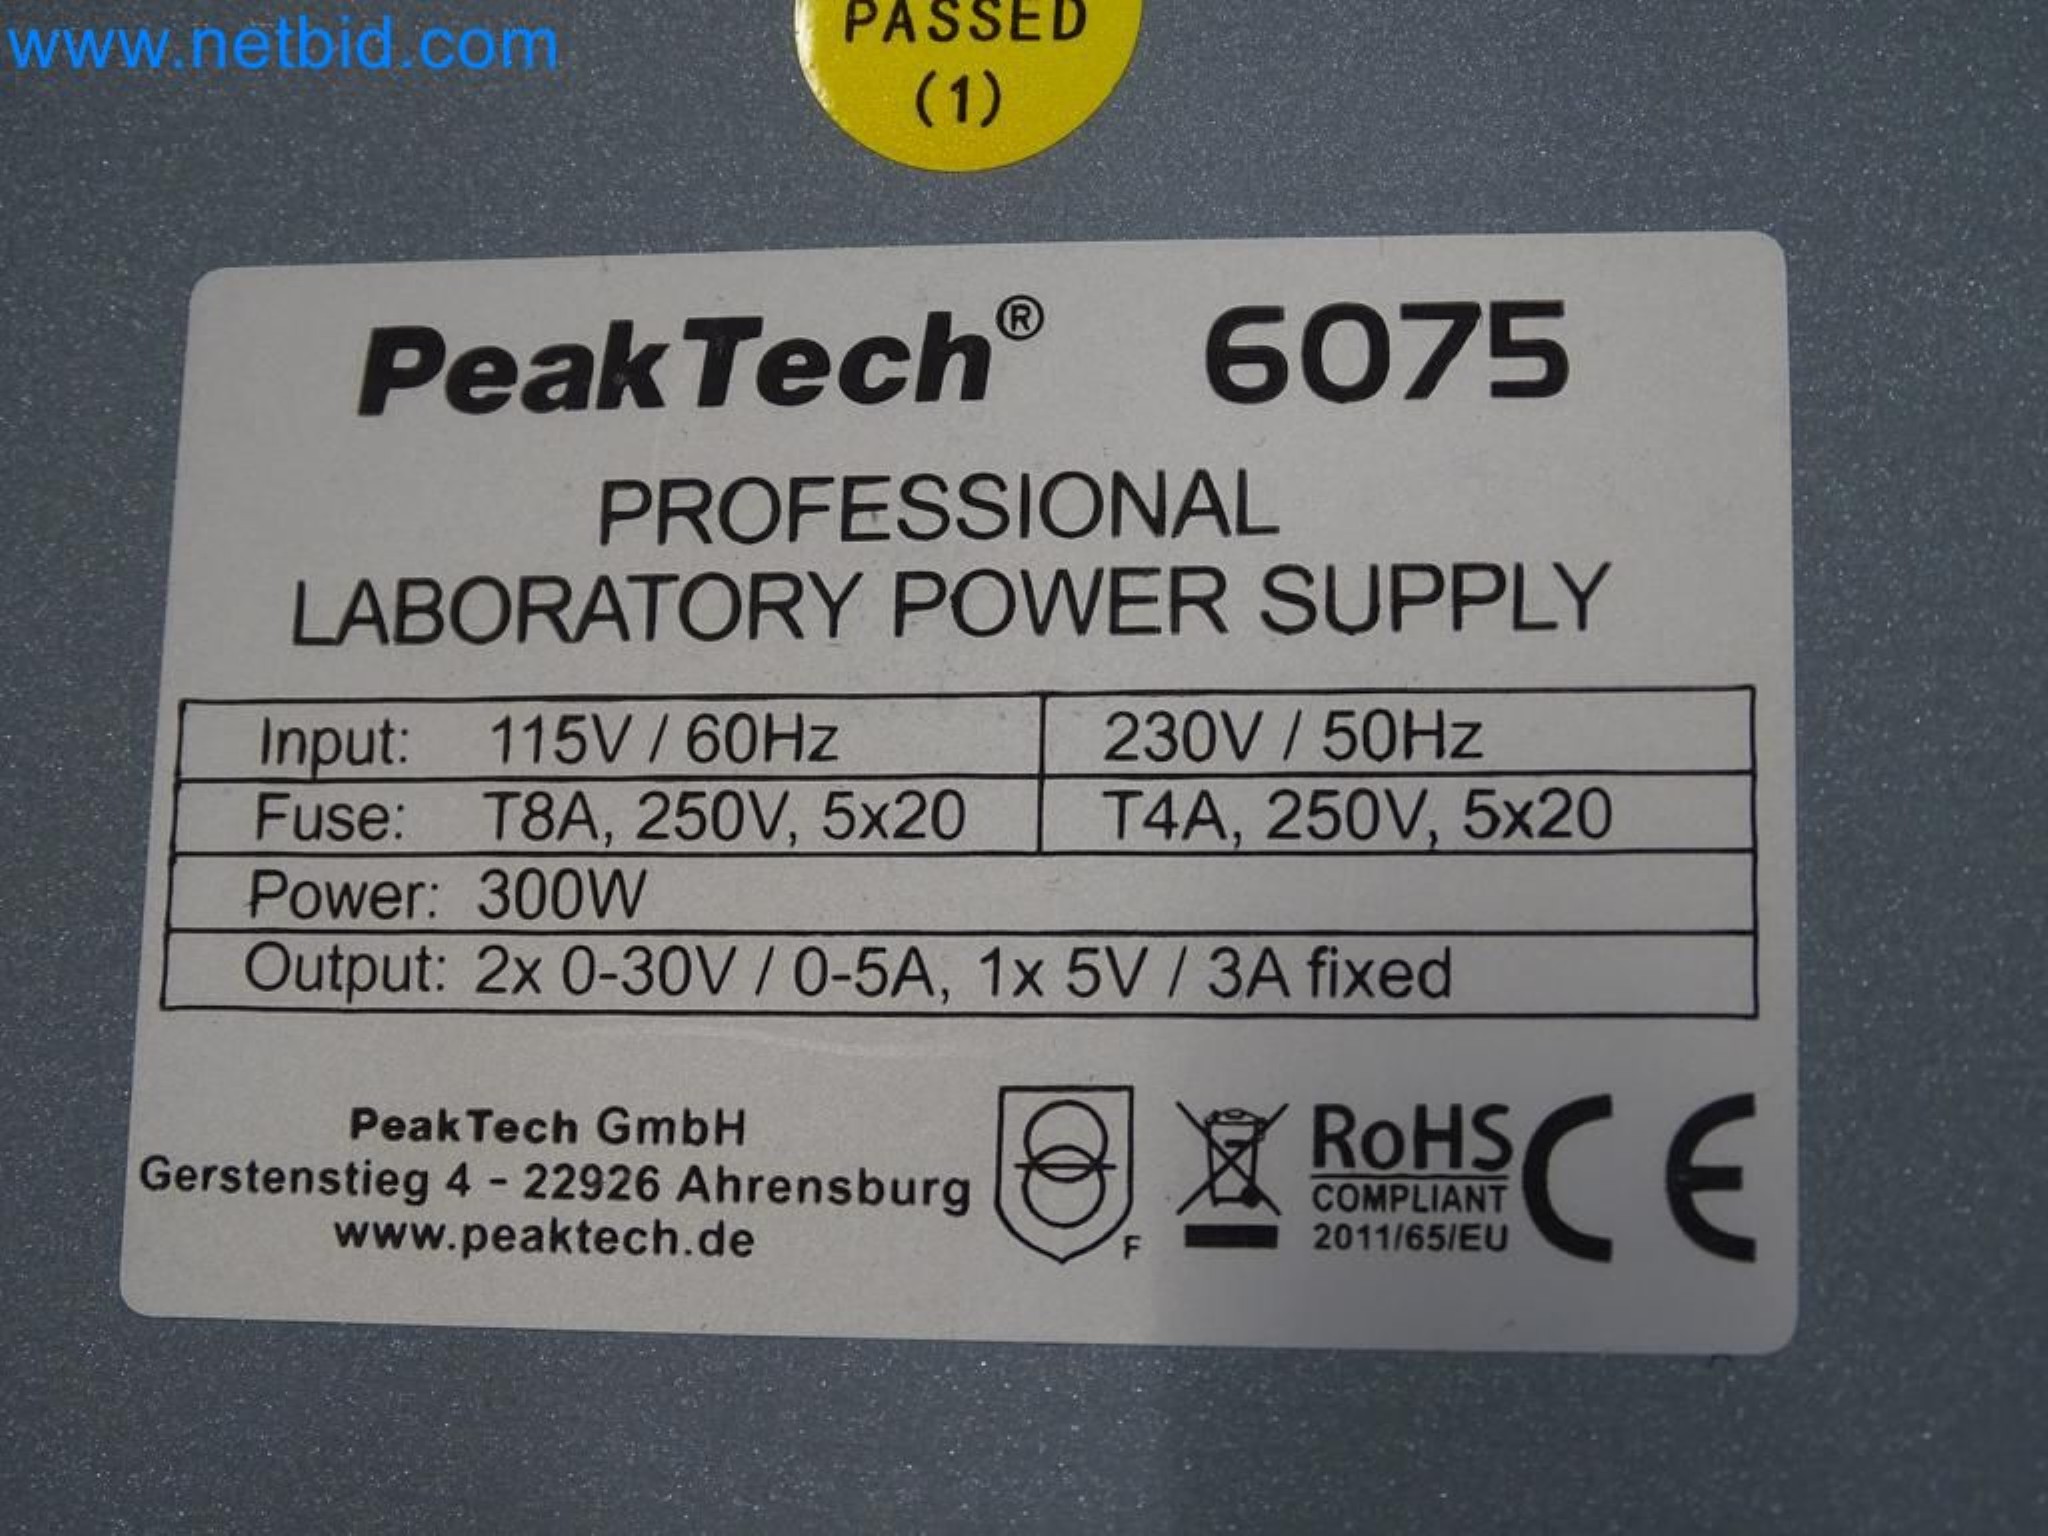 www.netbid.com
PASSED
(1)
PeakTech® 6075
PROFESSIONAL
LABORATORY POWER SUPPLY
Input: 115V / 60Hz 230V / 50Hz
Fuse: T8A, 250V, 5x20 T4A, 250V, 5x20
Power: 300W
Output: 2x 0-30V / 0-5A, 1x 5V / 3A fixed
PeakTech GmbH
Gerstenstieg 4 - 22926 Ahrensburg
www.peaktech.de
F
RoHS
COMPLIANT
2011/65/EU
CE